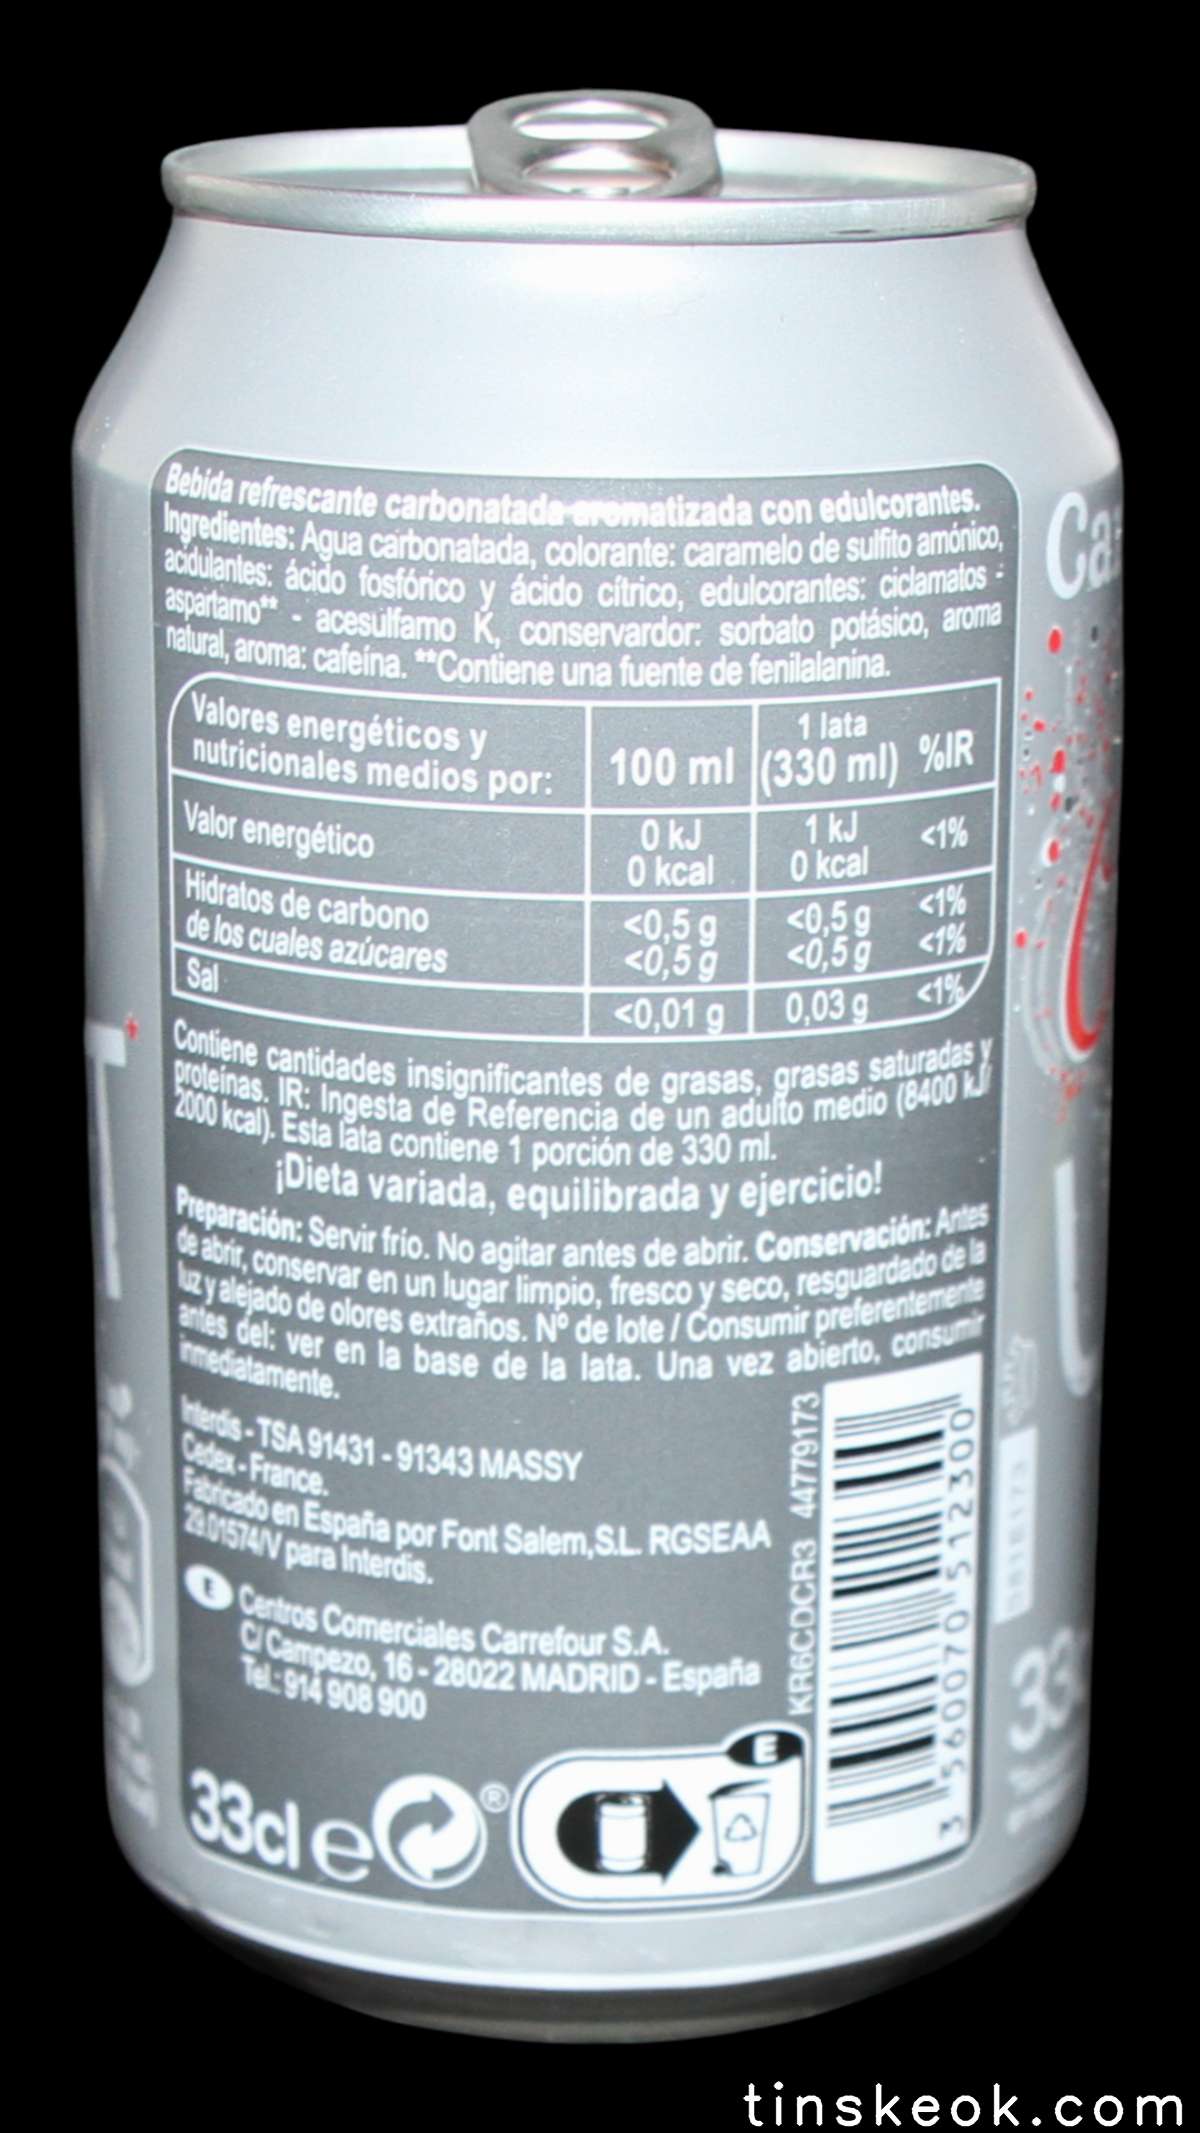 Bebida refrescante carbonatada aromatizada con edulcorantes.
Ingredientes: Agua carbonatada, colorante: caramelo de sulfito amónico,
acidulantes: ácido fosfórico y ácido cítrico, edulcorantes: ciclamatos -
aspartamo** - acesulfamo K, conservardor: sorbato potásico, aroma
natural, aroma: cafeína. **Contiene una fuente de fenilalanina.
Valores energéticos y
nutricionales medios por:
100 ml
1 lata
(330 ml)
%IR
Valor energético
0 kJ
0 kcal
1 kJ
0 kcal
<1%
Hidratos de carbono
de los cuales azúcares
<0,5 g
<0,5 g
<0,5 g
<0,5 g
<1%
<1%
Sal
<0,01 g
0,03 g
<1%
Contiene cantidades insignificantes de grasas, grasas saturadas y
proteínas. IR: Ingesta de Referencia de un adulto medio (8400 kJ/
2000 kcal). Esta lata contiene 1 porción de 330 ml.
¡Dieta variada, equilibrada y ejercicio!
Preparación: Servir frío. No agitar antes de abrir. Conservación: Antes
de abrir, conservar en un lugar limpio, fresco y seco, resguardado de la
luz y alejado de olores extraños. Nº de lote / Consumir preferentemente
antes del: ver en la base de la lata. Una vez abierto, consumir
inmediatamente.
Interdis - TSA 91431 - 91343 MASSY
Cedex - France.
Fabricado en España por Font Salem,S.L. RGSEAA
29.01574/V para Interdis.
E
Centros Comerciales Carrefour S.A.
C/ Campezo, 16 - 28022 MADRID - España
Tel.: 914 908 900
33cl e
®
E
KR6CDCR3 44779173
3 560070 512300
Ca
33
T
tinskeok.com